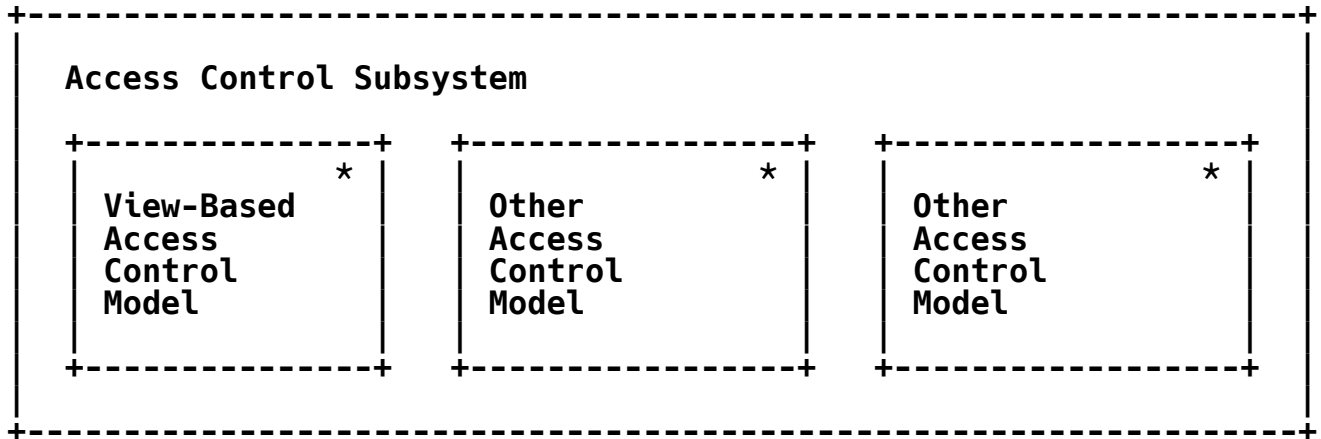 Access Control Subsystem
* * *
View-Based Other Other
Access Access Access
Control Control Control
Model Model Model